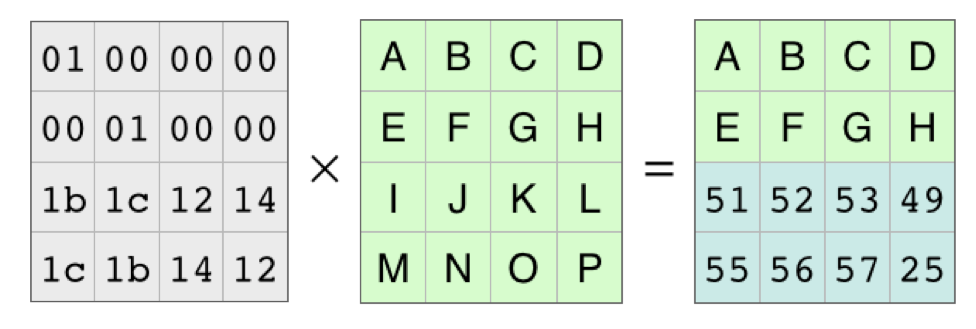 01 00 00 00 A B C D A B C D
00 01 00 00 E F G H E F G H
× =
1b 1c 12 14 I J K L 51 52 53 49
1c 1b 14 12 M N O P 55 56 57 25